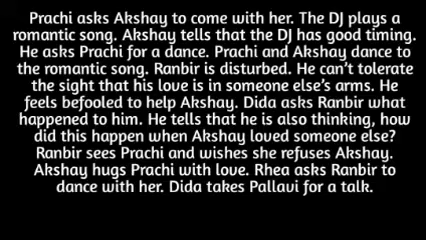 Prachi asks Akshay to come with her. The DJ plays a
romantic song. Akshay tells that the DJ has good timing.
He asks Prachi for a dance. Prachi and Akshay dance to
the romantic song. Ranbir is disturbed. He can't tolerate
the sight that his love is in someone else's arms. He
feels befooled to help Akshay. Dida asks Ranbir what
happened to him. He tells that he is also thinking, how
did this happen when Akshay loved someone else?
Ranbir sees Prachi and wishes she refuses Akshay.
Akshay hugs Prachi with love. Rhea asks Ranbir to
dance with her. Dida takes Pallavi for a talk.